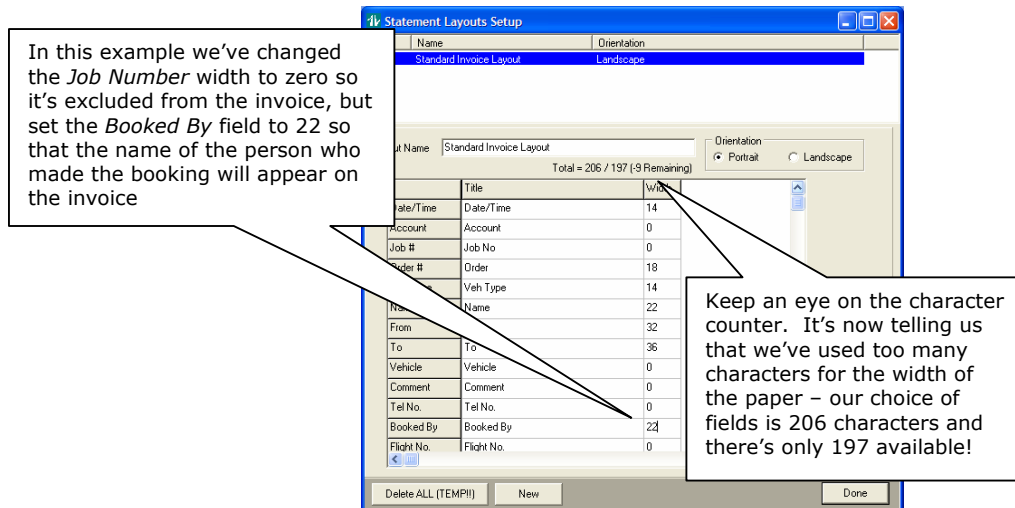 Statement Layouts Setup
Name Orientation
Standard Invoice Layout Landscape
In this example we've changed
the Job Number width to zero so
it's excluded from the invoice, but
set the Booked By field to 22 so
that the name of the person who
made the booking will appear on
the invoice
Name Standard Invoice Layout
Orientation
Portrait Landscape
Total = 206 / 197 (-9 Remaining)
Title
Date/Time Date/Time 14
Account Account 0
Job # Job No 0
Order # Order 18
Veh Type 14
Name 22
From 32
To To 36
Vehicle Vehicle 0
Comment Comment 0
Tel No. Tel No. 0
Booked By Booked By 22
Flight No. Flight No. 0
Keep an eye on the character
counter. It's now telling us
that we've used too many
characters for the width of
the paper – our choice of
fields is 206 characters and
there's only 197 available!
Delete ALL (TEMP!!) New Done